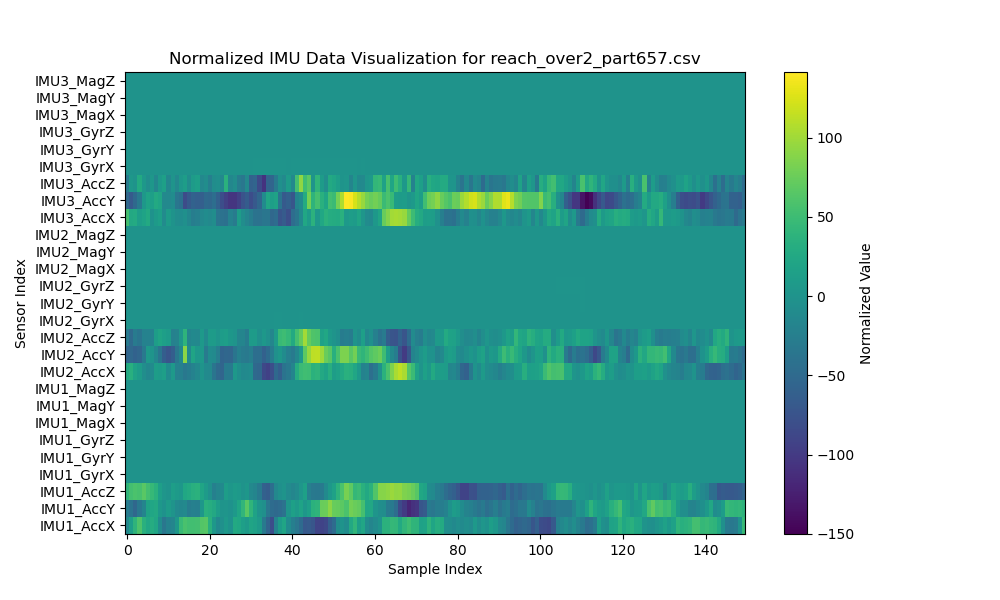 Normalized IMU Data Visualization for reach_over2_part657.csv
IMU3_MagZ
IMU3_MagY
IMU3_MagX
IMU3_GyrZ
IMU3_GyrY
IMU3_GyrX
IMU3_AccZ
IMU3_AccY
IMU3_AccX
IMU2_MagZ
IMU2_MagY
IMU2_MagX
IMU2_GyrZ
IMU2_GyrY
IMU2_GyrX
IMU2_AccZ
IMU2_AccY
IMU2_AccX
IMU1_MagZ
IMU1_MagY
IMU1_MagX
IMU1_GyrZ
IMU1_GyrY
IMU1_GyrX
IMU1_AccZ
IMU1_AccY
IMU1_AccX
Sensor Index
0 20 40 60 80 100 120 140
Sample Index
100
50
0
−50
−100
−150
Normalized Value